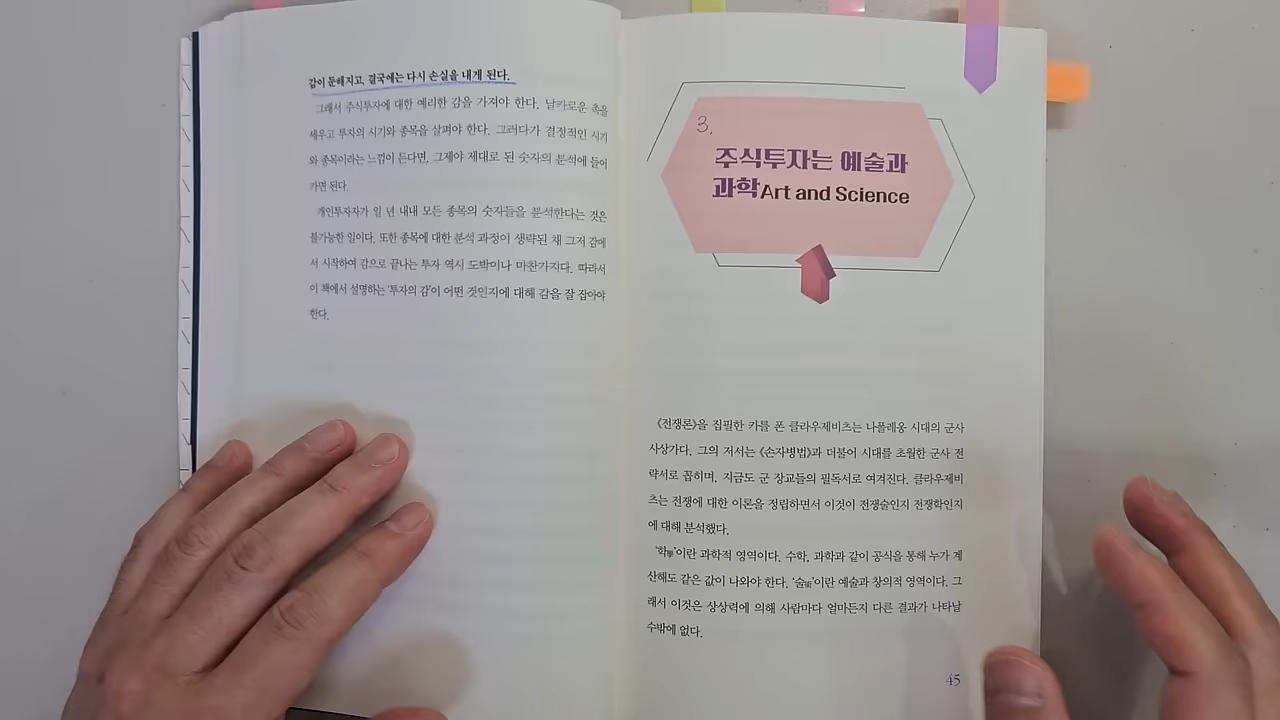 감이 둔해지고, 결국에는 다시 손실을 내게 된다.
그래서 주식투자에 대한 예리한 감을 가져야 한다. 날카로운 촉을
세우고 투자의 시기와 종목을 살펴야 한다. 그러다가 결정적인 시기
와 종목이라는 느낌이 든다면, 그제야 제대로 된 숫자의 분석에 들어
가면 된다.
개인투자자가 일 년 내내 모든 종목의 숫자들을 분석한다는 것은
불가능한 일이다. 또한 종목에 대한 분석 과정이 생략된 채 그저 감에
서 시작하여 감으로 끝나는 투자 역시 도박이나 마찬가지다. 따라서
이 책에서 설명하는 '투자의 감'이 어떤 것인지에 대해 감을 잘 잡아야
한다.
3.
주식투자는 예술과
과학Art and Science
《전쟁론》을 집필한 카를 폰 클라우제비츠는 나폴레옹 시대의 군사
사상가다. 그의 저서는 《손자병법》과 더불어 시대를 초월한 군사 전
략서로 꼽히며, 지금도 군 장교들의 필독서로 여겨진다. 클라우제비
츠는 전쟁에 대한 이론을 정립하면서 이것이 전쟁술인지 전쟁학인지
에 대해 분석했다.
'학學'이란 과학적 영역이다. 수학, 과학과 같이 공식을 통해 누가 계
산해도 같은 값이 나와야 한다. '술術'이란 예술과 창의적 영역이다. 그
래서 이것은 상상력에 의해 사람마다 얼마든지 다른 결과가 나타날
수밖에 없다.
45